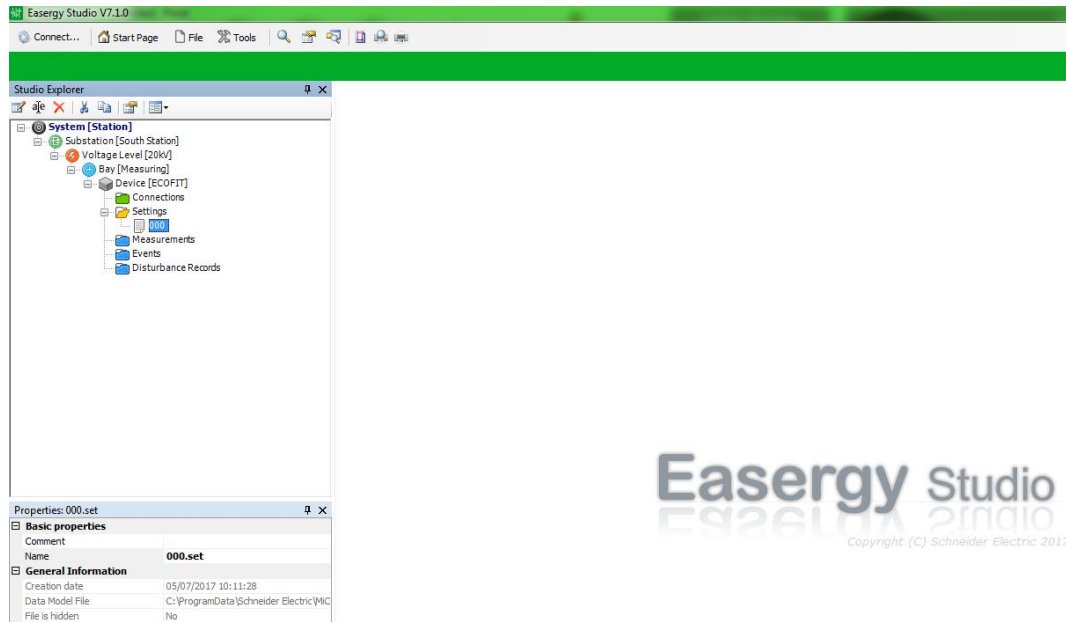 Easergy Studio V7.1.0
Connect... Start Page File Tools
Studio Explorer
System [Station]
Substation [South Station]
Voltage Level [20kV]
Bay [Measuring]
Device [ECOFIT]
Connections
Settings
000
Measurements
Events
Disturbance Records
Easergy Studio
Copyright (C) Schneider Electric 2017
Properties: 000.set
Basic properties
Comment
Name 000.set
General Information
Creation date 05/07/2017 10:11:28
Data Model File C:\ProgramData\Schneider Electric\MiC
File is hidden No